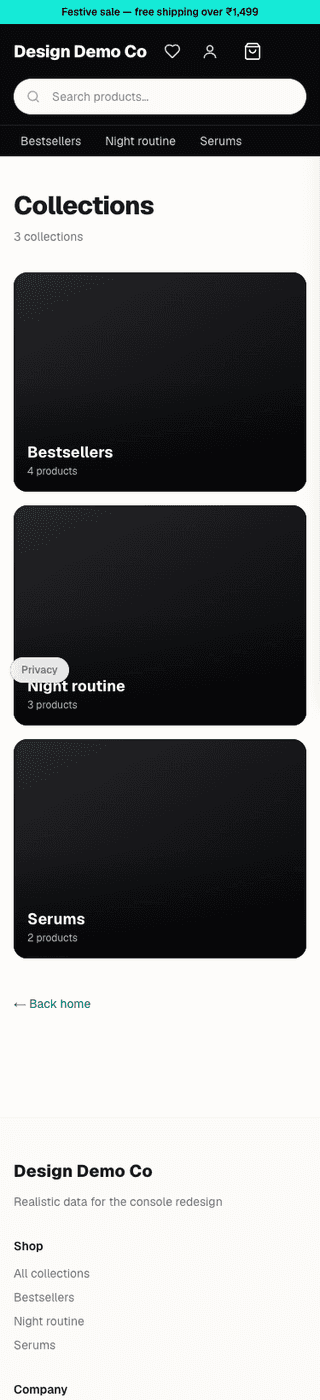 Festive sale — free shipping over ₹1,499
Design Demo Co
Search products...
Bestsellers Night routine Serums
Collections
3 collections
Bestsellers
4 products
Privacy
Night routine
3 products
Serums
2 products
← Back home
Design Demo Co
Realistic data for the console redesign
Shop
All collections
Bestsellers
Night routine
Serums
Company